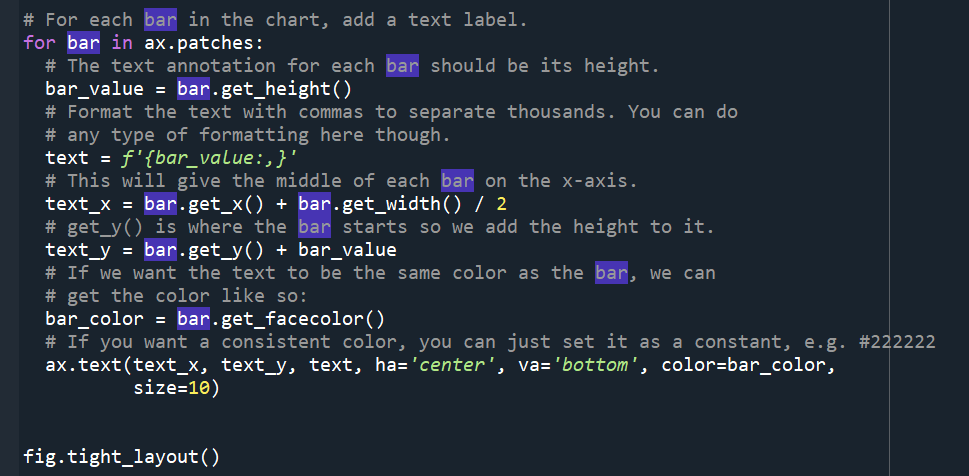 # For each bar in the chart, add a text label.
for bar in ax.patches:
  # The text annotation for each bar should be its height.
  bar_value = bar.get_height()
  # Format the text with commas to separate thousands. You can do
  # any type of formatting here though.
  text = f'{bar_value:,}'
  # This will give the middle of each bar on the x-axis.
  text_x = bar.get_x() + bar.get_width() / 2
  # get_y() is where the bar starts so we add the height to it.
  text_y = bar.get_y() + bar_value
  # If we want the text to be the same color as the bar, we can
  # get the color like so:
  bar_color = bar.get_facecolor()
  # If you want a consistent color, you can just set it as a constant, e.g. #222222
  ax.text(text_x, text_y, text, ha='center', va='bottom', color=bar_color,
          size=10)
fig.tight_layout()